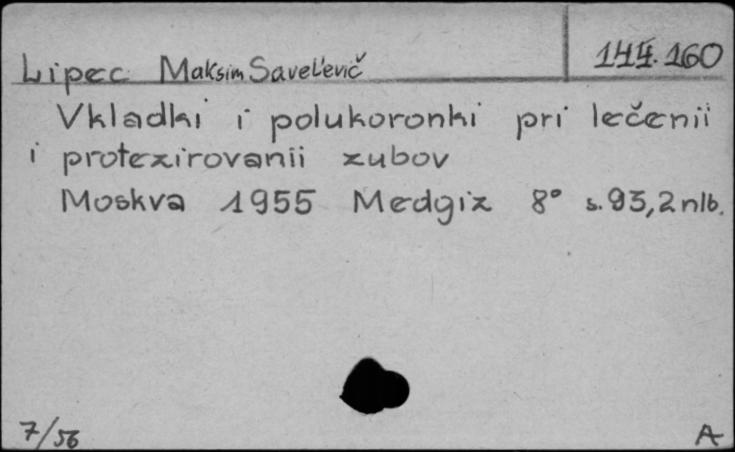 144.160
Lipec Maksim Savel'evič
Vkladki i polukoronki pri lečenii
i protezirovanii zubov
Moskva 1955 Medgiz 8° s. 93, 2 nlb.
7/56 A